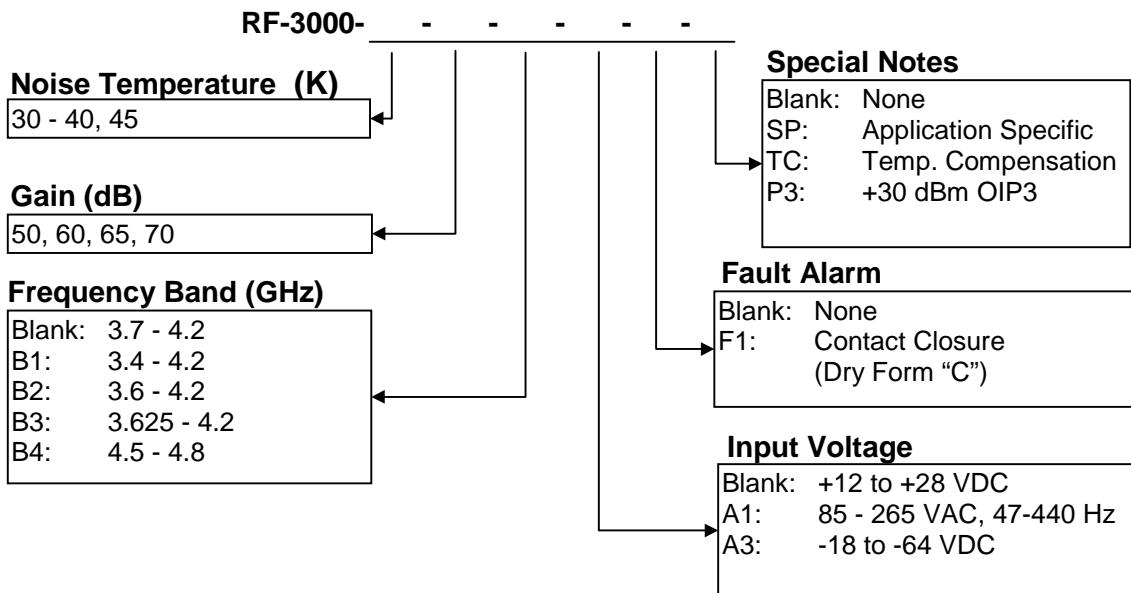 RF-3000- - - - - -
Noise Temperature (K)
30 - 40, 45
Gain (dB)
50, 60, 65, 70
Frequency Band (GHz)
Blank: 3.7 - 4.2
B1: 3.4 - 4.2
B2: 3.6 - 4.2
B3: 3.625 - 4.2
B4: 4.5 - 4.8
Special Notes
Blank: None
SP: Application Specific
TC: Temp. Compensation
P3: +30 dBm OIP3
Fault Alarm
Blank: None
F1: Contact Closure
(Dry Form “C”)
Input Voltage
Blank: +12 to +28 VDC
A1: 85 - 265 VAC, 47-440 Hz
A3: -18 to -64 VDC